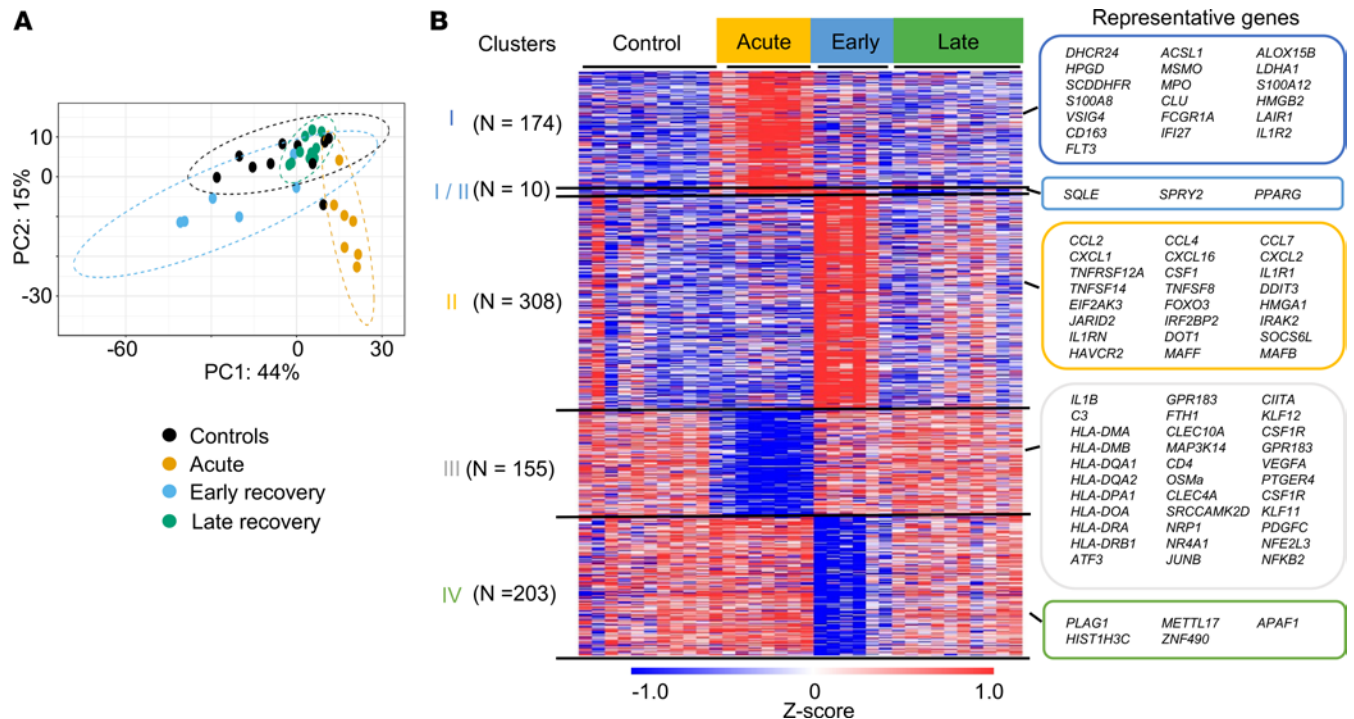 A
10
0
-30
PC2: 15%
-60 0 30
PC1: 44%
Controls
Acute
Early recovery
Late recovery
B
Clusters Control Acute Early Late
Representative genes
I (N = 174)
I / II (N = 10)
II (N = 308)
III (N = 155)
IV (N =203)
DHCR24 ACSL1 ALOX15B
HPGD MSMO LDHA1
SCDDHFR MPO S100A12
S100A8 CLU HMGB2
VSIG4 FCGR1A LAIR1
CD163 IFI27 IL1R2
FLT3
SQLE SPRY2 PPARG
CCL2 CCL4 CCL7
CXCL1 CXCL16 CXCL2
TNFRSF12A CSF1 IL1R1
TNFSF14 TNFSF8 DDIT3
EIF2AK3 FOXO3 HMGA1
JARID2 IRF2BP2 IRAK2
IL1RN DOT1 SOCS6L
HAVCR2 MAFF MAFB
IL1B GPR183 CIITA
C3 FTH1 KLF12
HLA-DMA CLEC10A CSF1R
HLA-DMB MAP3K14 GPR183
HLA-DQA1 CD4 VEGFA
HLA-DQA2 OSMa PTGER4
HLA-DPA1 CLEC4A CSF1R
HLA-DOA SRCCAMK2D KLF11
HLA-DRA NRP1 PDGFC
HLA-DRB1 NR4A1 NFE2L3
ATF3 JUNB NFKB2
PLAG1 METTL17 APAF1
HIST1H3C ZNF490
-1.0 0 1.0
Z-score